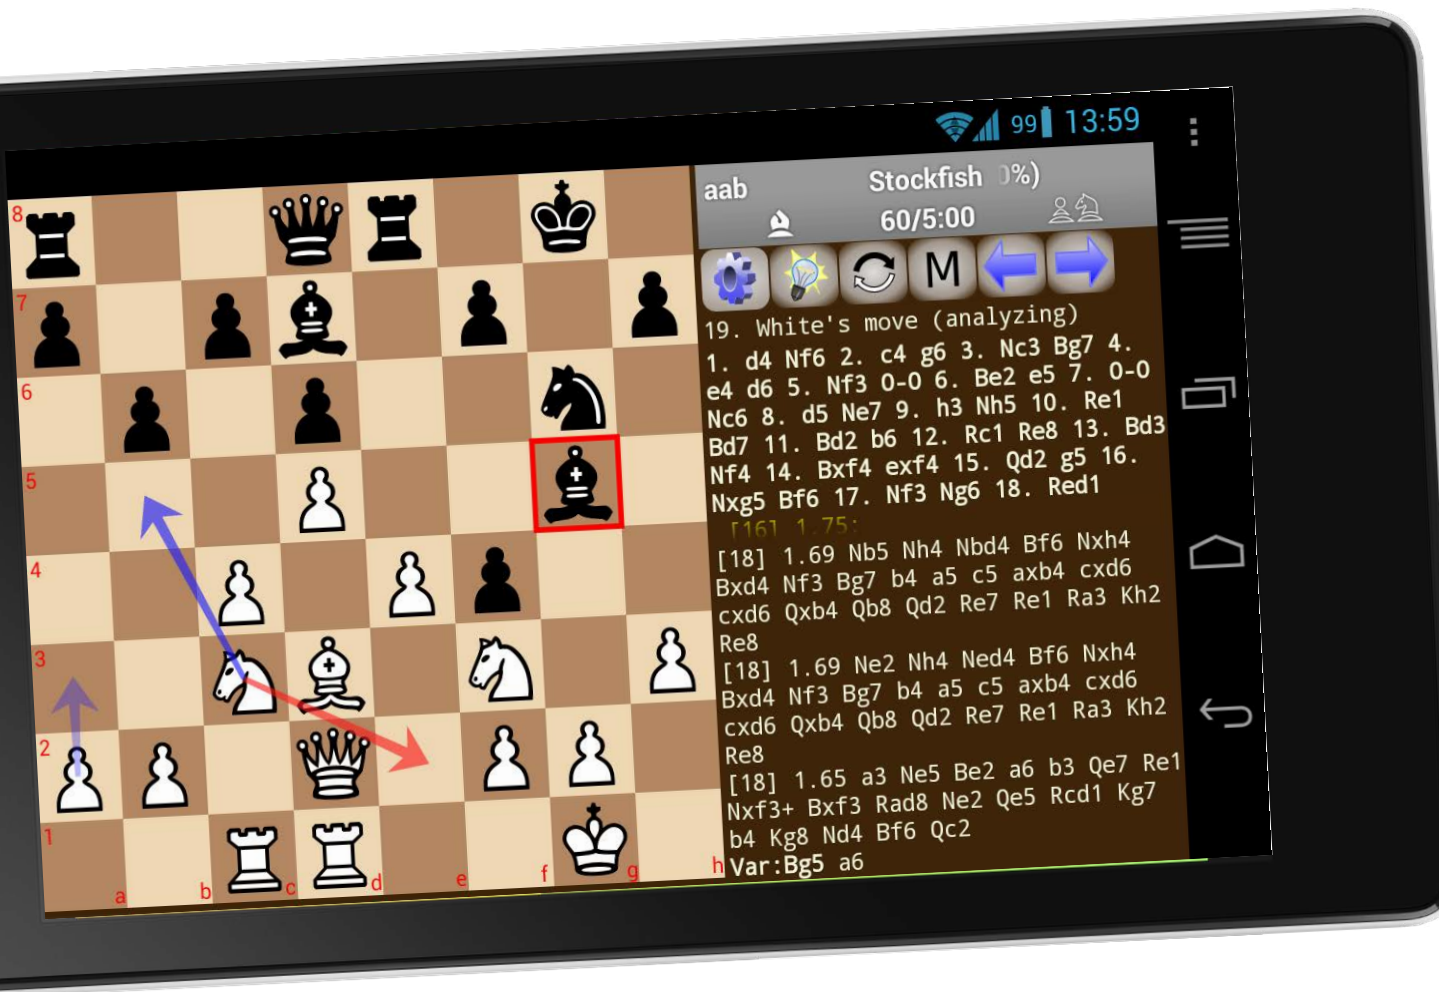 99 13:59
aab Stockfish 0%)
60/5:00
M
19. White's move (analyzing)
1. d4 Nf6 2. c4 g6 3. Nc3 Bg7 4.
e4 d6 5. Nf3 O-O 6. Be2 e5 7. O-O
Nc6 8. d5 Ne7 9. h3 Nh5 10. Re1
Bd7 11. Bd2 b6 12. Rc1 Re8 13. Bd3
Nf4 14. Bxf4 exf4 15. Qd2 g5 16.
Nxg5 Bf6 17. Nf3 Ng6 18. Red1
[16] 1.75:
[18] 1.69 Nb5 Nh4 Nbd4 Bf6 Nxh4
Bxd4 Nf3 Bg7 b4 a5 c5 axb4 cxd6
cxd6 Qxb4 Qb8 Qd2 Re7 Re1 Ra3 Kh2
Re8
[18] 1.69 Ne2 Nh4 Ned4 Bf6 Nxh4
Bxd4 Nf3 Bg7 b4 a5 c5 axb4 cxd6
cxd6 Qxb4 Qb8 Qd2 Re7 Re1 Ra3 Kh2
Re8
[18] 1.65 a3 Ne5 Be2 a6 b3 Qe7 Re1
Nxf3+ Bxf3 Rad8 Ne2 Qe5 Rcd1 Kg7
b4 Kg8 Nd4 Bf6 Qc2
Var:Bg5 a6
8
7
6
5
4
3
2
1
a b c d e f g h